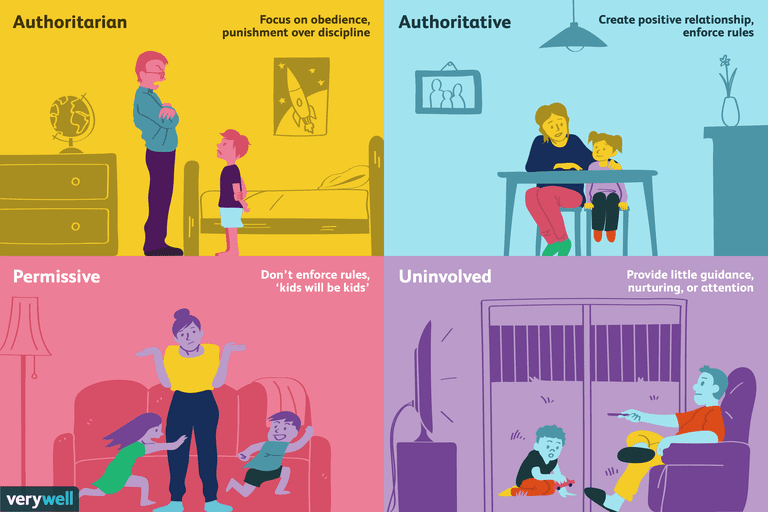 Authoritarian
Focus on obedience,
punishment over discipline
Authoritative
Create positive relationship,
enforce rules
Permissive
Don’t enforce rules,
‘kids will be kids’
Uninvolved
Provide little guidance,
nurturing, or attention
verywell